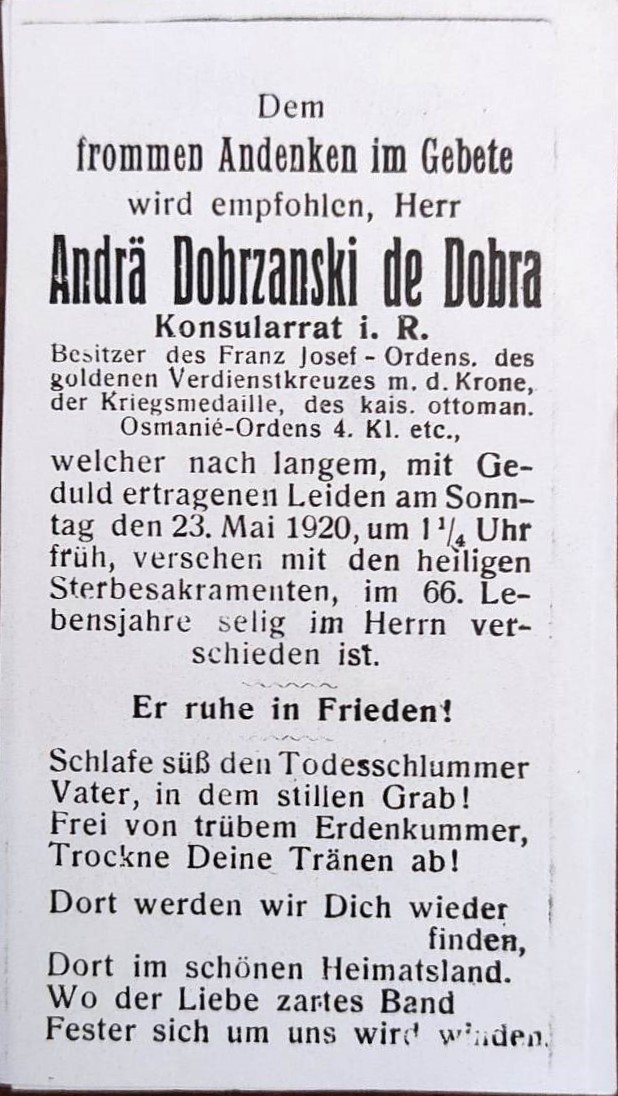 Dem
frommen Andenken im Gebete
wird empfohlen, Herr
Andrä Dobrzanski de Dobra
Konsularrat i. R.
Besitzer des Franz Josef - Ordens. des
goldenen Verdienstkreuzes m. d. Krone,
der Kriegsmedaille, des kais. ottoman.
Osmanié-Ordens 4. Kl. etc.,
welcher nach langem, mit Ge-
duld ertragenen Leiden am Sonn-
tag den 23. Mai 1920, um 1 1/4 Uhr
früh, versehen mit den heiligen
Sterbesakramenten, im 66. Le-
bensjahre selig im Herrn ver-
schieden ist.
Er ruhe in Frieden!
Schlafe süß den Todesschlummer
Vater, in dem stillen Grab!
Frei von trübem Erdenkummer,
Trockne Deine Tränen ab!
Dort werden wir Dich wieder
finden,
Dort im schönen Heimatsland.
Wo der Liebe zartes Band
Fester sich um uns wird winden.